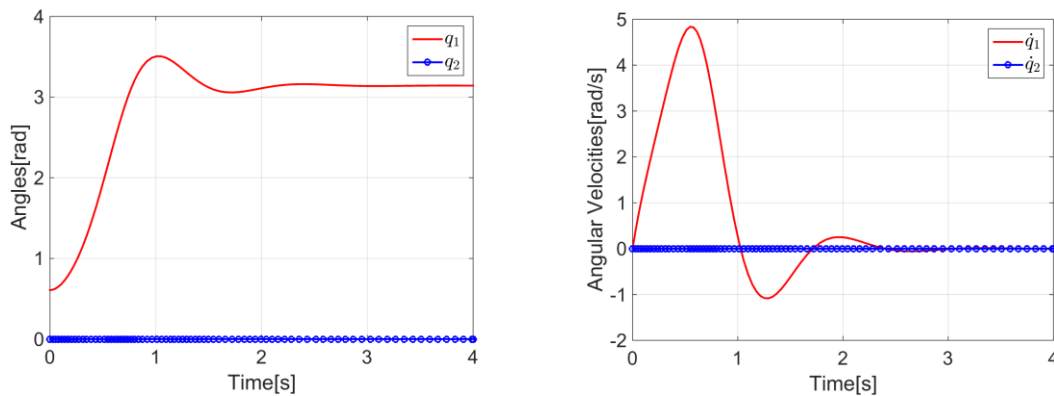 4
3
2
1
0
Angles[rad]
q₁
q₂
0 1 2 3 4
Time[s]
5
4
3
2
1
0
-1
-2
Angular Velocities[rad/s]
q̇₁
q̇₂
0 1 2 3 4
Time[s]